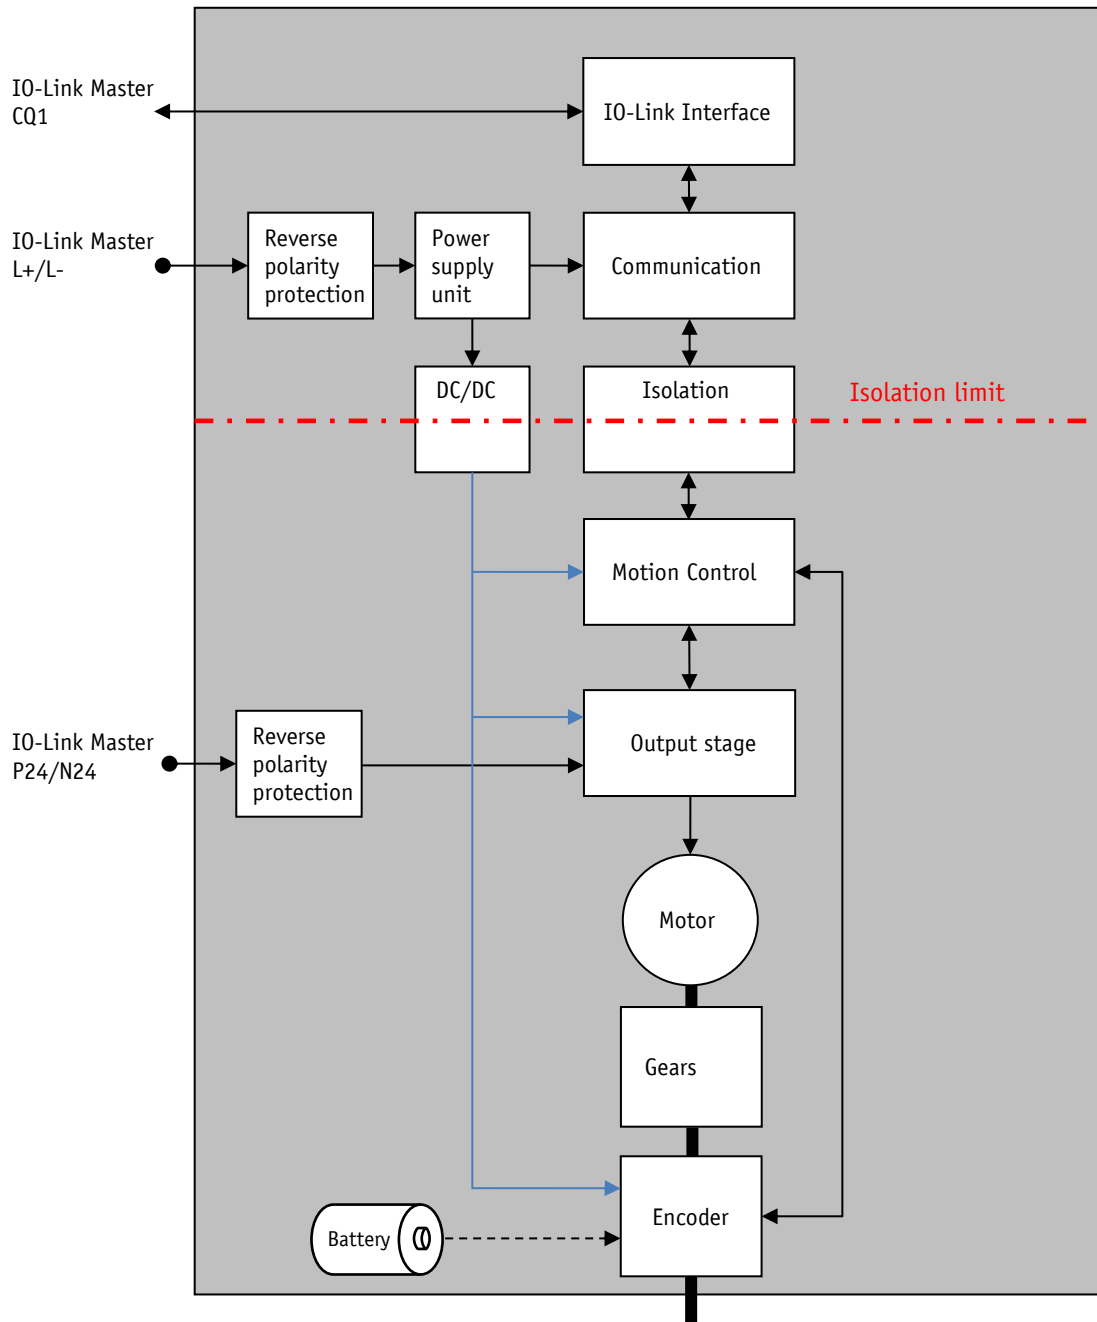 IO-Link Master
CQ1
IO-Link Interface
IO-Link Master
L+/L-
Reverse
polarity
protection
Power
supply
unit
Communication
DC/DC
Isolation
Isolation limit
Motion Control
IO-Link Master
P24/N24
Reverse
polarity
protection
Output stage
Motor
Gears
Encoder
Battery